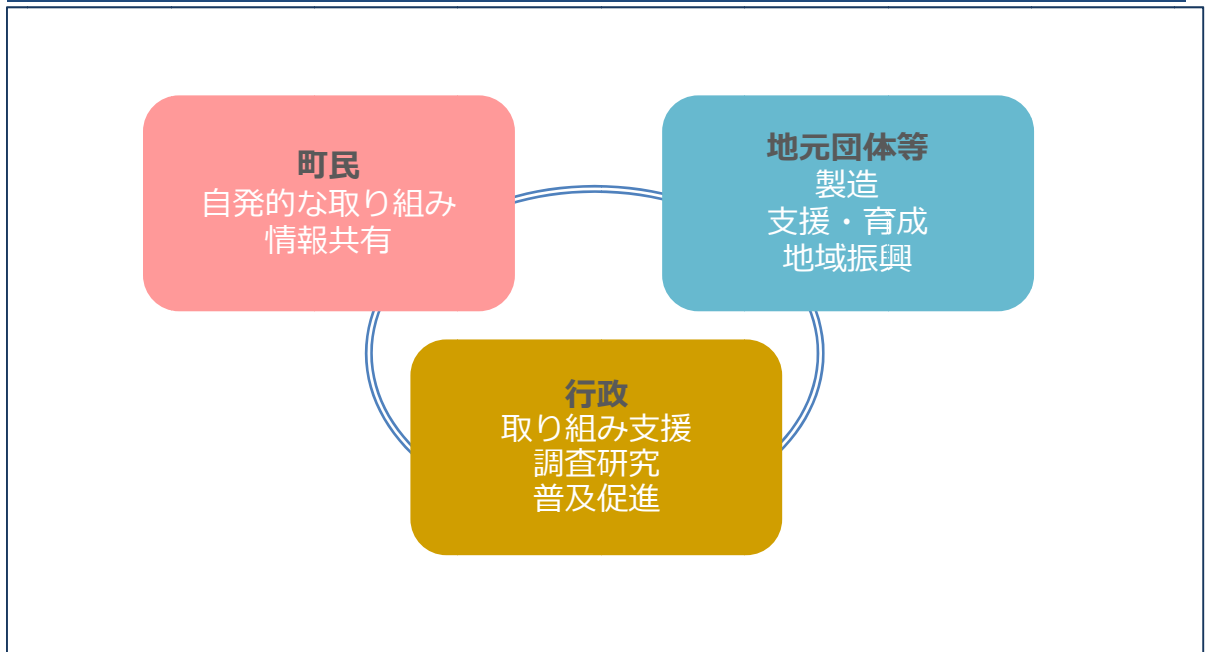 町民
自発的な取り組み
情報共有
地元団体等
製造
支援・育成
地域振興
行政
取り組み支援
調査研究
普及促進